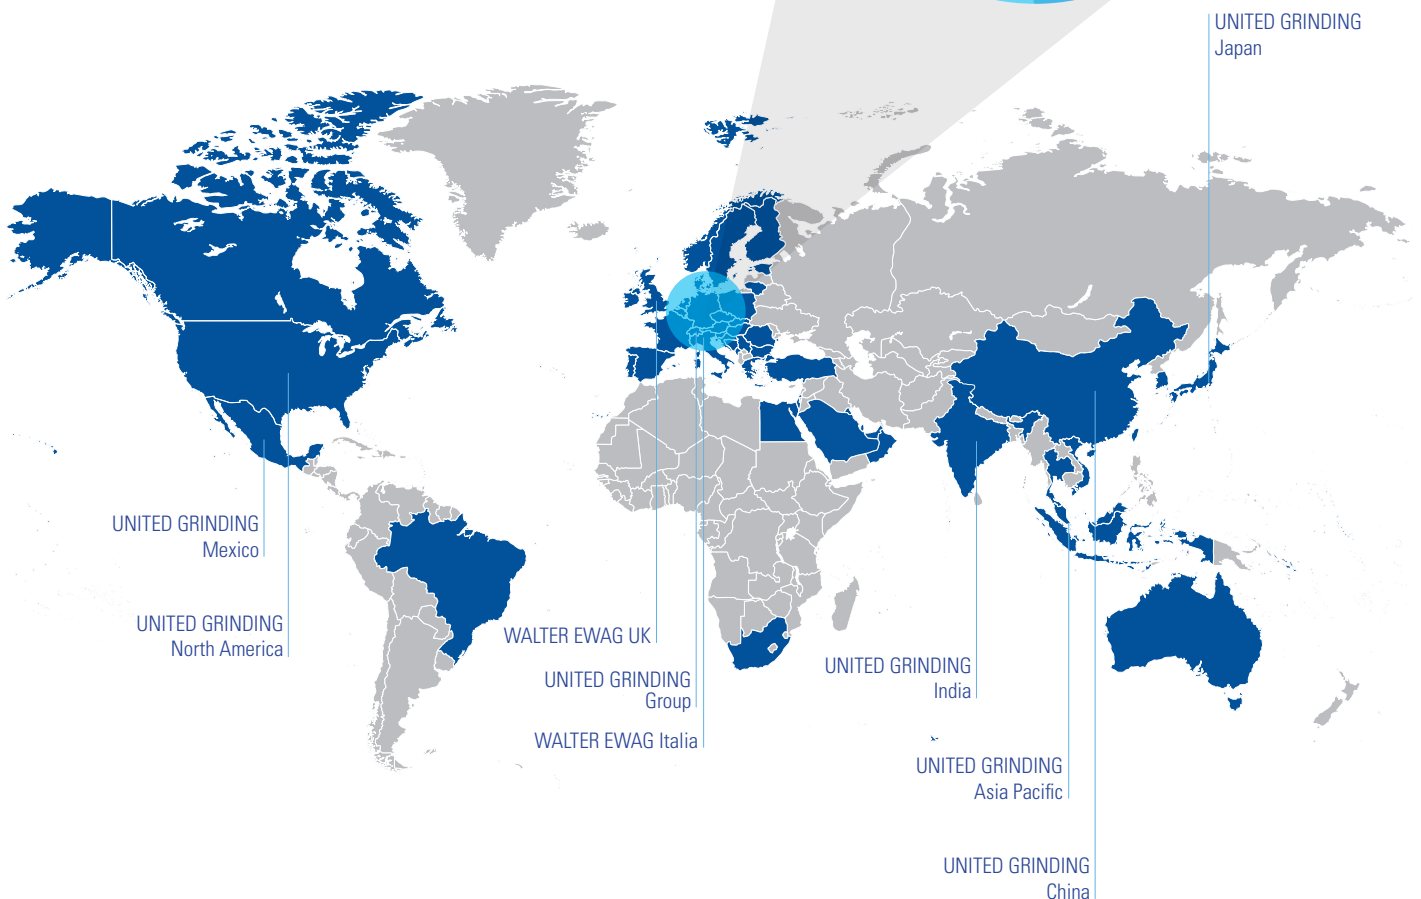 UNITED GRINDING
Japan
UNITED GRINDING
Mexico
UNITED GRINDING
North America
WALTER EWAG UK
UNITED GRINDING
Group
WALTER EWAG Italia
UNITED GRINDING
India
UNITED GRINDING
Asia Pacific
UNITED GRINDING
China